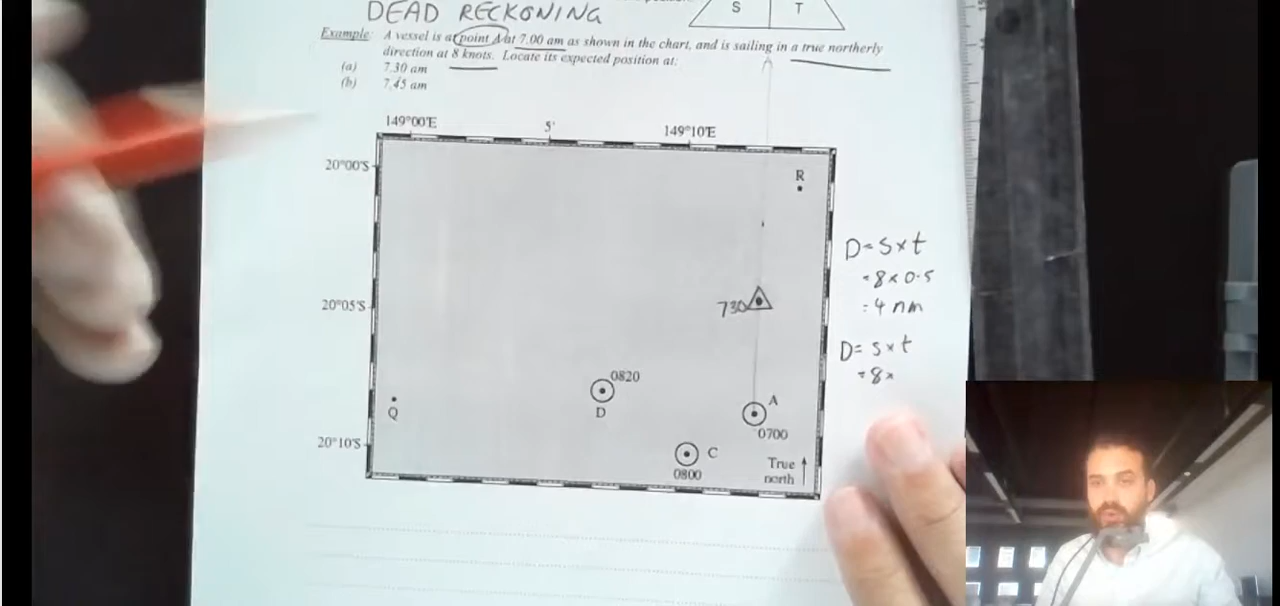 S T
DEAD RECKONING
Example: A vessel is at point A at 7.00 am as shown in the chart, and is sailing in a true northerly
direction at 8 knots. Locate its expected position at:
(a) 7.30 am
(b) 7.45 am
149°00'E 5' 149°10'E
20°00'S
R
D= S×t
= 8 × 0.5
= 4 nm
20°05'S
730
D= s×t
= 8×
0820
D
Q
A
0700
20°10'S
C
0800
True
north